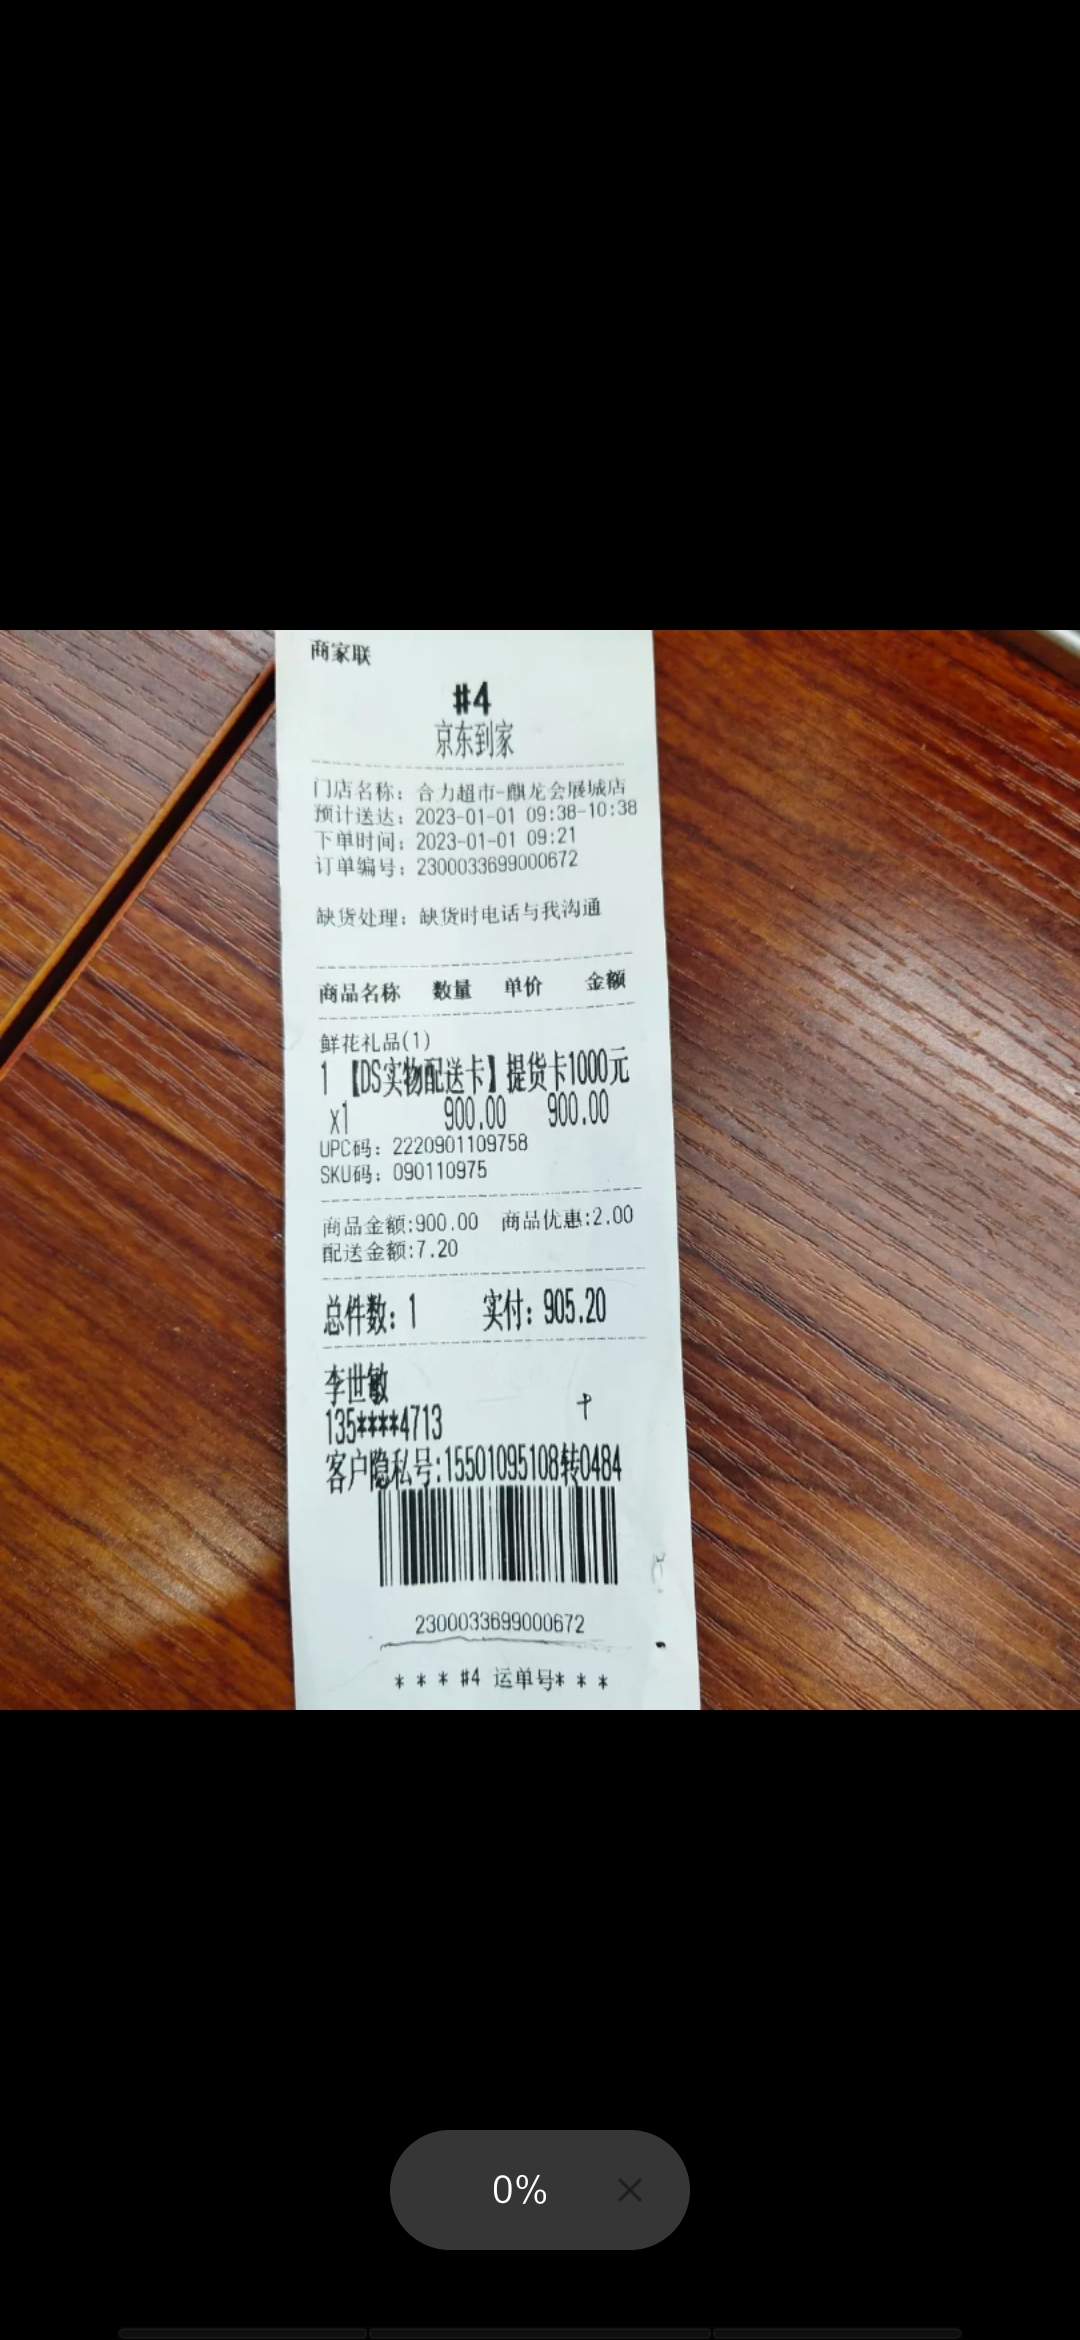 商家联
#4
京东到家
门店名称：合力超市-麒龙会展城店
预计送达：2023-01-01 09:38-10:38
下单时间：2023-01-01 09:21
订单编号：2300033699000672
缺货处理：缺货时电话与我沟通
商品名称 数量 单价 金额
鲜花礼品(1)
1 【DS实物配送卡】提货卡1000元
x1 900.00 900.00
UPC码：2220901109758
SKU码：090110975
商品金额:900.00 商品优惠:2.00
配送金额:7.20
总件数：1 实付：905.20
李世敏
135****4713
客户隐私号:15501095108转0484
2300033699000672
* * * #4 运单号* * *
0%